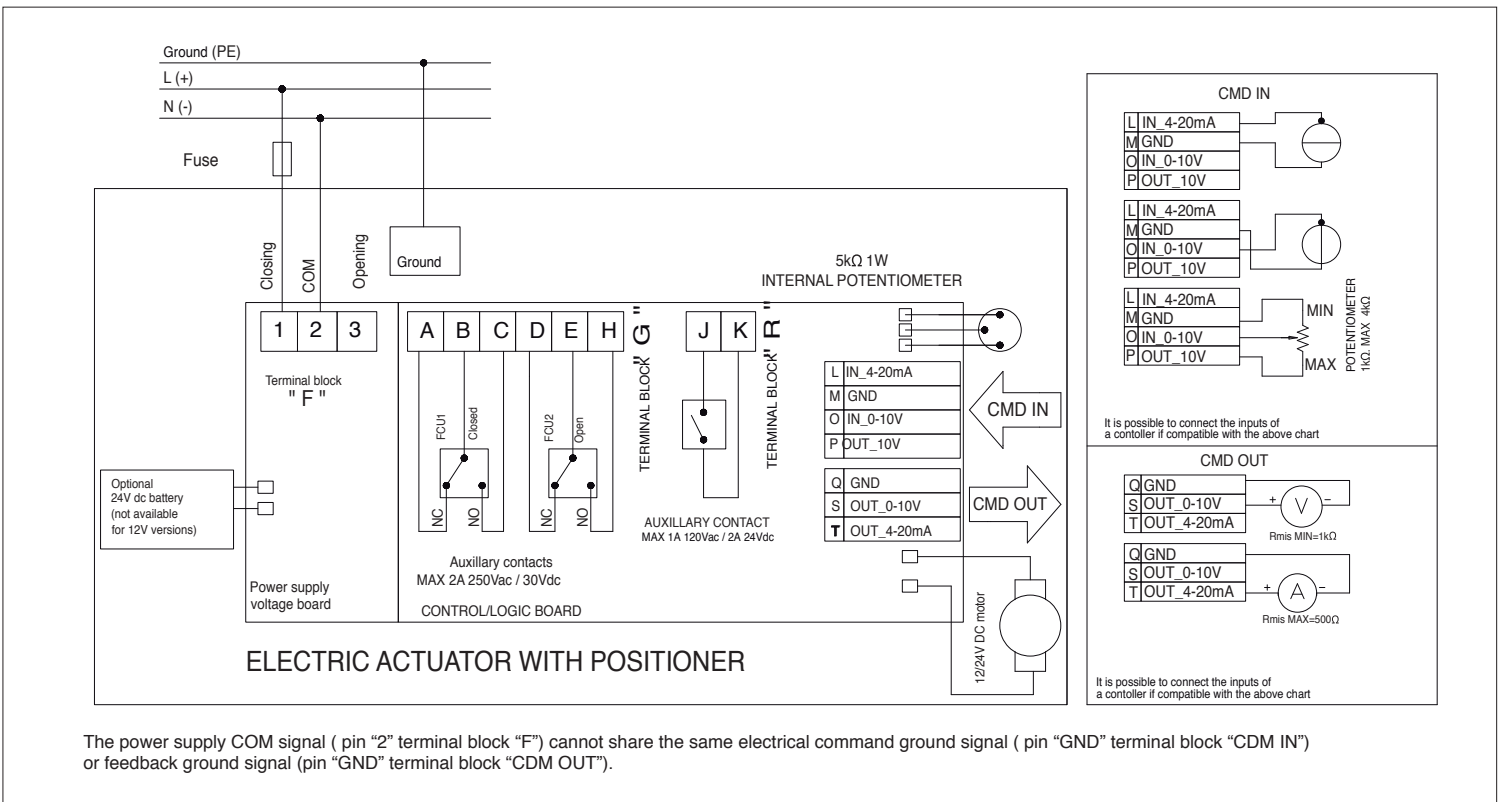 Ground (PE)
L (+)
N (-)
Fuse
Closing
COM
Opening
Ground
1 2 3
Terminal block
" F "
Optional
24V dc battery
(not available
for 12V versions)
Power supply
voltage board
A B C D E H
TERMINAL BLOCK" G "
FCU1
Closed
NC
NO
FCU2
Open
NC
NO
Auxillary contacts
MAX 2A 250Vac / 30Vdc
CONTROL/LOGIC BOARD
J K
TERMINAL BLOCK" R "
AUXILLARY CONTACT
MAX 1A 120Vac / 2A 24Vdc
5kΩ 1W
INTERNAL POTENTIOMETER
L IN_4-20mA
M GND
O IN_0-10V
P OUT_10V
CMD IN
Q GND
S OUT_0-10V
T OUT_4-20mA
CMD OUT
12/24V DC motor
ELECTRIC ACTUATOR WITH POSITIONER
CMD IN
L IN_4-20mA
M GND
O IN_0-10V
P OUT_10V
L IN_4-20mA
M GND
O IN_0-10V
P OUT_10V
L IN_4-20mA
M GND
O IN_0-10V
P OUT_10V
MIN
MAX
POTENTIOMETER
1kΩ. MAX 4kΩ
It is possible to connect the inputs of
a contoller if compatible with the above chart
CMD OUT
Q GND
S OUT_0-10V
T OUT_4-20mA
+ V −
Rmis MIN=1kΩ
Q GND
S OUT_0-10V
T OUT_4-20mA
+ A −
Rmis MAX=500Ω
It is possible to connect the inputs of
a contoller if compatible with the above chart
The power supply COM signal ( pin “2” terminal block “F”) cannot share the same electrical command ground signal ( pin “GND” terminal block “CDM IN”)
or feedback ground signal (pin “GND” terminal block “CDM OUT”).